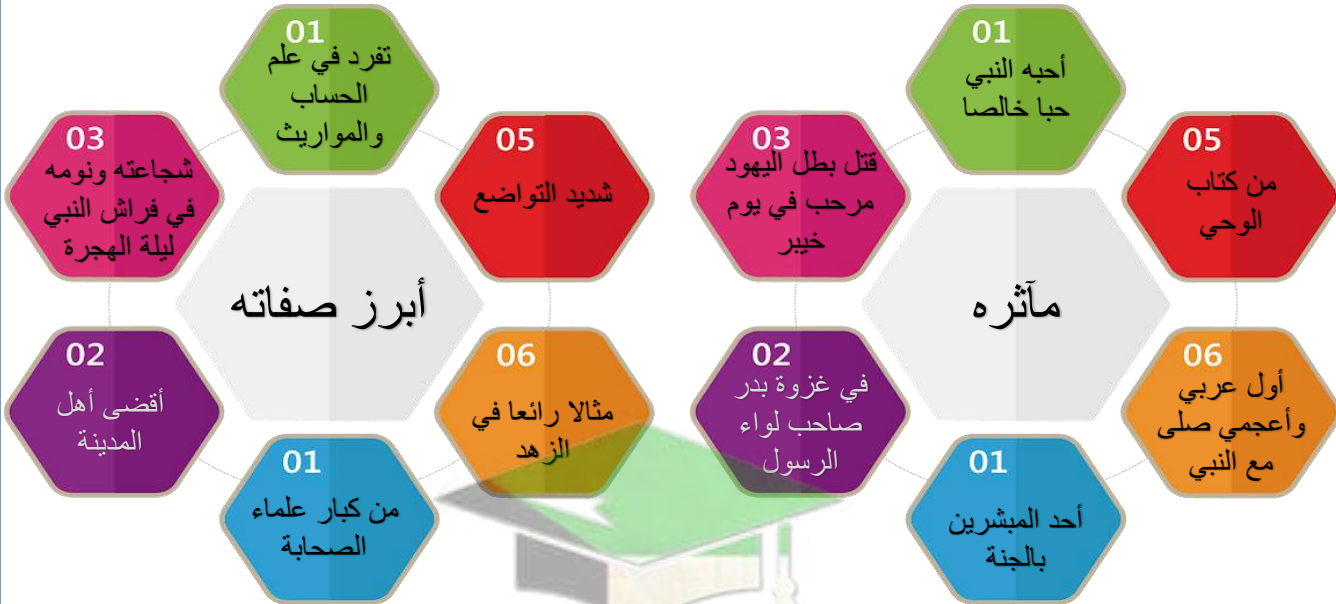 مآثره
01
أحبه النبي
حبا خالصا
05
من كتاب
الوحي
06
أول عربي
وأعجمي صلى
مع النبي
01
أحد المبشرين
بالجنة
02
في غزوة بدر
صاحب لواء
الرسول
03
قتل بطل اليهود
مرحب في يوم
خيبر
أبرز صفاته
01
تفرد في علم
الحساب
والمواريث
05
شديد التواضع
06
مثالا رائعا في
الزهد
01
من كبار علماء
الصحابة
02
أقضى أهل
المدينة
03
شجاعته ونومه
في فراش النبي
ليلة الهجرة